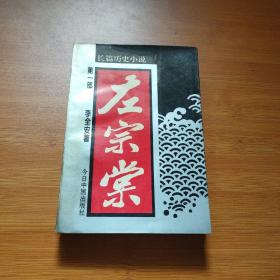 长篇历史小说
第一部
左宗棠
李全安著
今日中国出版社